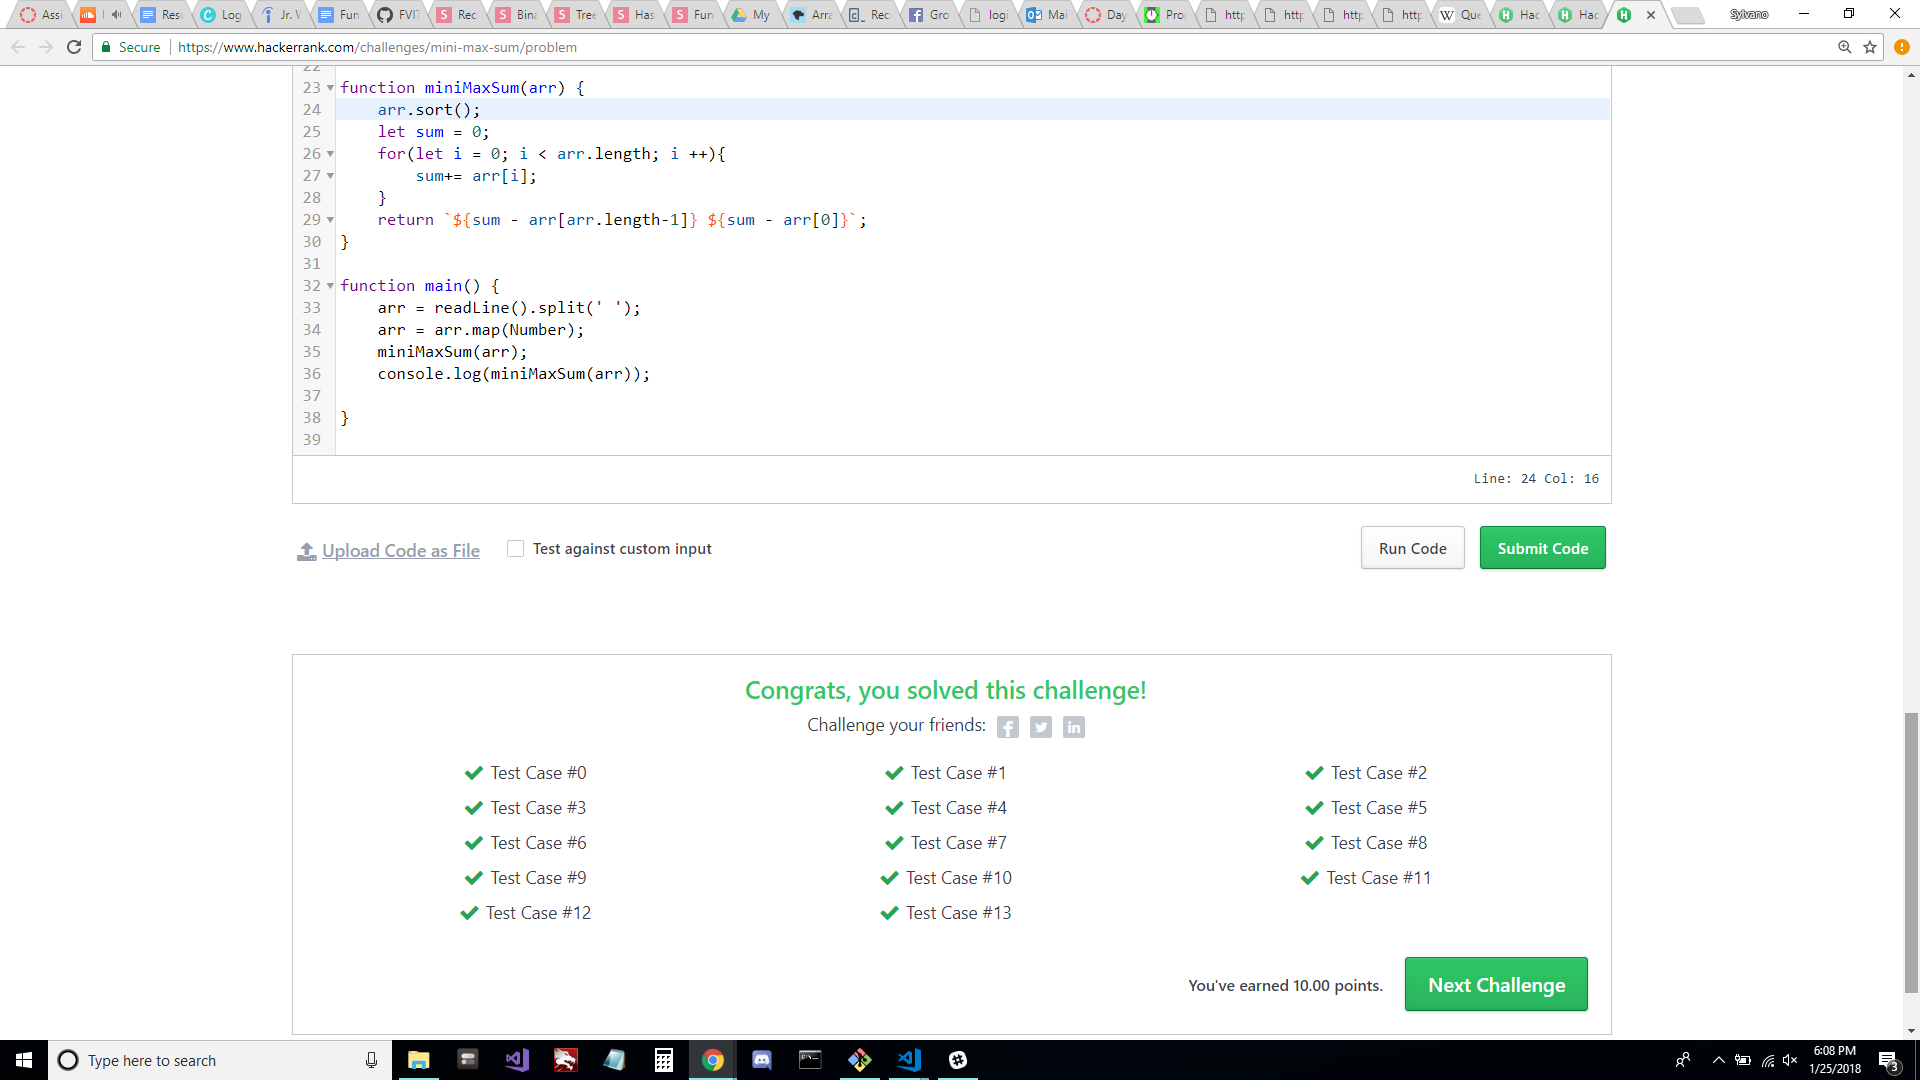 Assi
Resu
Log
Jr. W
Fun
FVIT
Rec
Bina
Tree
Has
Fun
My
Arra
Rec
Gro
logi
Mai
Day
Pro
http
http
http
http
Que
Hac
Hac
Sylvano
Secure
https://www.hackerrank.com/challenges/mini-max-sum/problem
22
23 function miniMaxSum(arr) {
24 arr.sort();
25 let sum = 0;
26 for(let i = 0; i < arr.length; i ++){
27 sum+= arr[i];
28 }
29 return `${sum - arr[arr.length-1]} ${sum - arr[0]}`;
30 }
31
32 function main() {
33 arr = readLine().split(' ');
34 arr = arr.map(Number);
35 miniMaxSum(arr);
36 console.log(miniMaxSum(arr));
37
38 }
39
Line: 24 Col: 16
Upload Code as File
Test against custom input
Run Code
Submit Code
Congrats, you solved this challenge!
Challenge your friends:
Test Case #0
Test Case #1
Test Case #2
Test Case #3
Test Case #4
Test Case #5
Test Case #6
Test Case #7
Test Case #8
Test Case #9
Test Case #10
Test Case #11
Test Case #12
Test Case #13
You've earned 10.00 points.
Next Challenge
Type here to search
6:08 PM
1/25/2018
3